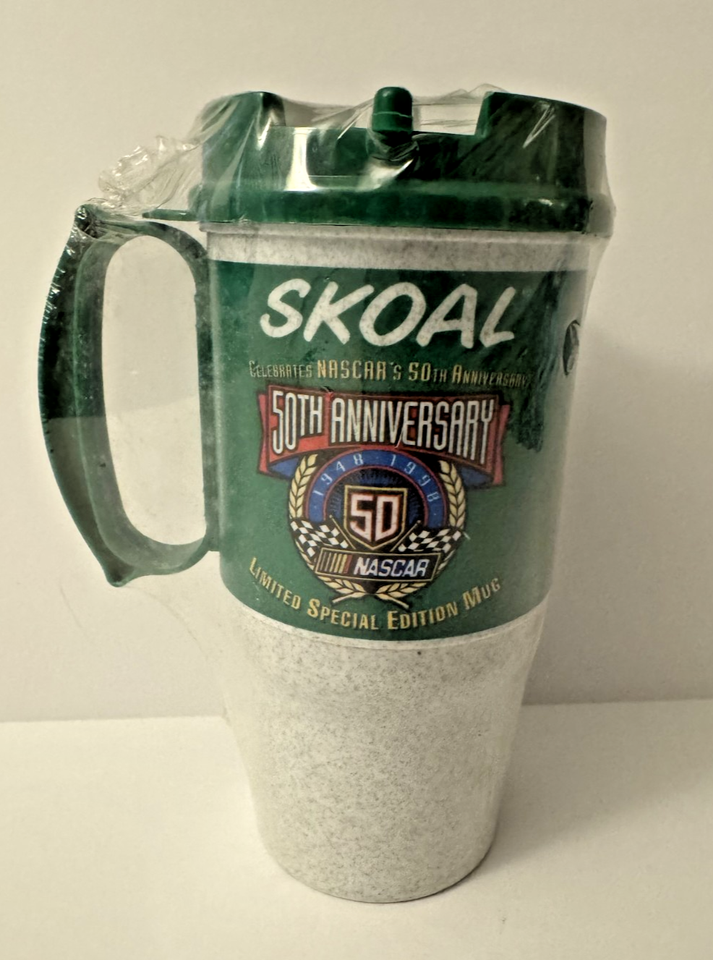 SKOAL
CELEBRATES NASCAR'S 50TH ANNIVERSARY
50TH ANNIVERSARY
1948 · 1998
50
NASCAR
LIMITED SPECIAL EDITION MUG